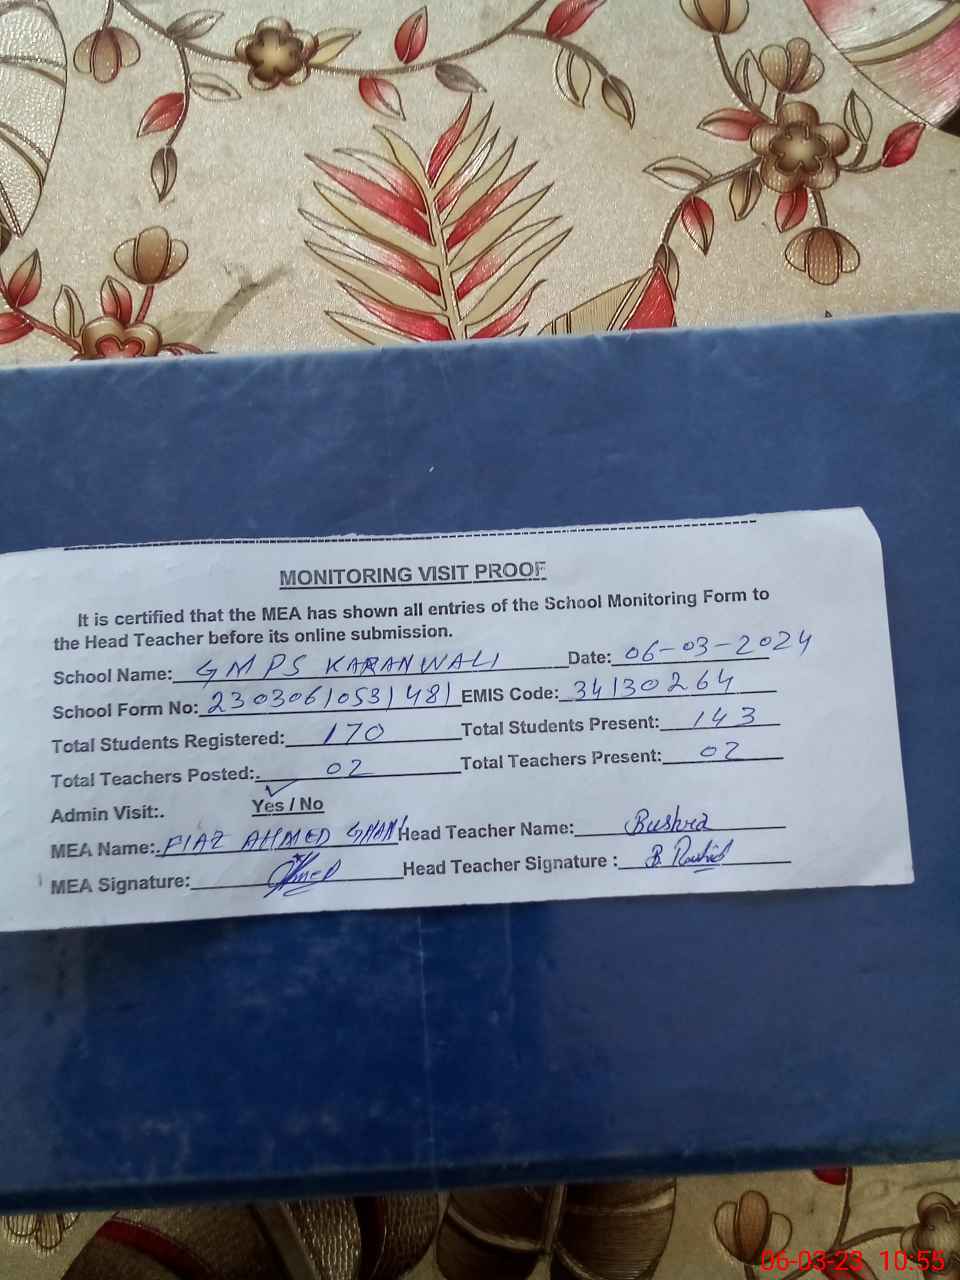 MONITORING VISIT PROOF
It is certified that the MEA has shown all entries of the School Monitoring Form to
the Head Teacher before its online submission.
School Name: GMPS KARANWALI Date: 06-03-2024
School Form No: 23030610531481 EMIS Code: 34130264
Total Students Registered: 170 Total Students Present: 143
Total Teachers Posted:. 02 Total Teachers Present: 02
Admin Visit:. Yes / No
MEA Name:. FIAZ AHMED GHANI Head Teacher Name: Bushra
MEA Signature: Ahmed Head Teacher Signature : B. Rashid
06-03-23 10:55